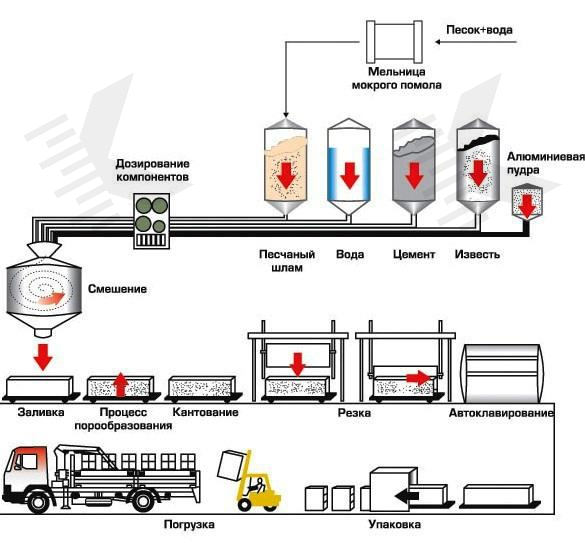 Песок+вода
Мельница
мокрого помола
Дозирование
компонентов
Алюминиевая
пудра
Песчаный
шлам
Вода
Цемент
Известь
Смешение
Заливка
Процесс
порообразования
Кантование
Резка
Автоклавирование
Погрузка
Упаковка